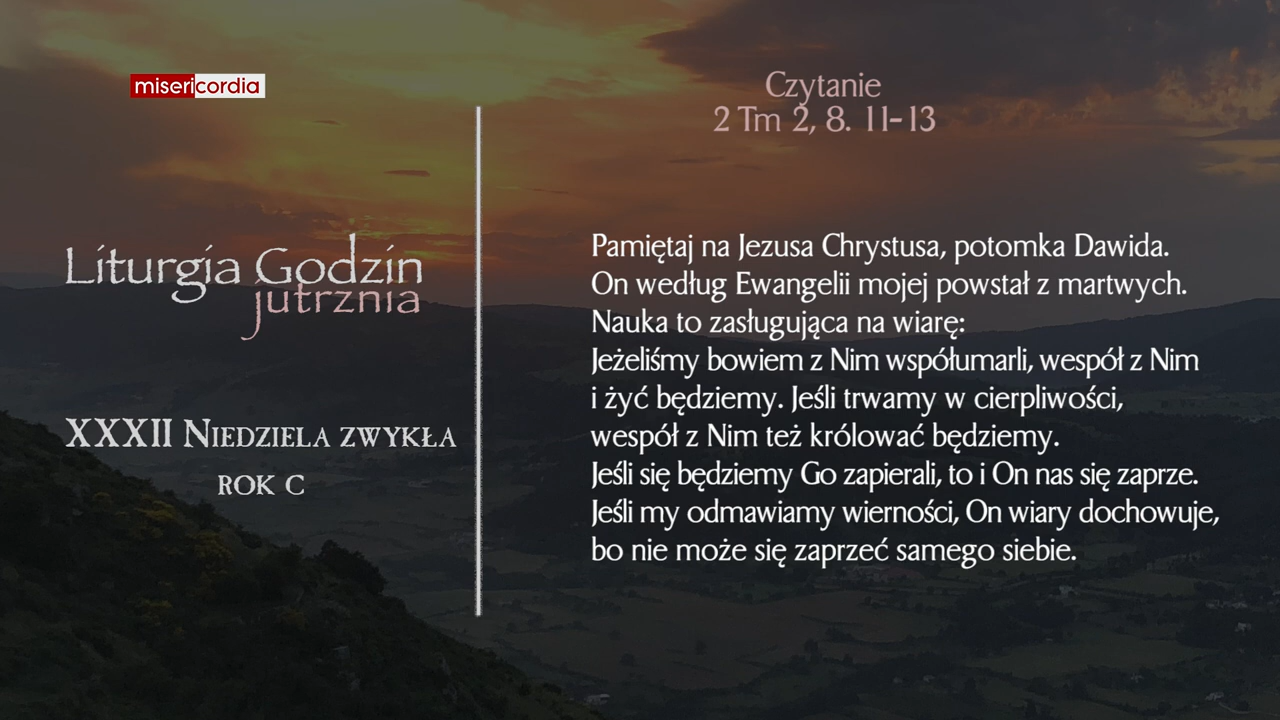 misericordia
Liturgia Godzin
jutrznia
XXXII Niedziela zwykła
rok C
Czytanie
2 Tm 2, 8. 11-13
Pamiętaj na Jezusa Chrystusa, potomka Dawida.
On według Ewangelii mojej powstał z martwych.
Nauka to zasługująca na wiarę:
Jeżeliśmy bowiem z Nim współumarli, wespół z Nim
i żyć będziemy. Jeśli trwamy w cierpliwości,
wespół z Nim też królować będziemy.
Jeśli się będziemy Go zapierali, to i On nas się zaprze.
Jeśli my odmawiamy wierności, On wiary dochowuje,
bo nie może się zaprzeć samego siebie.